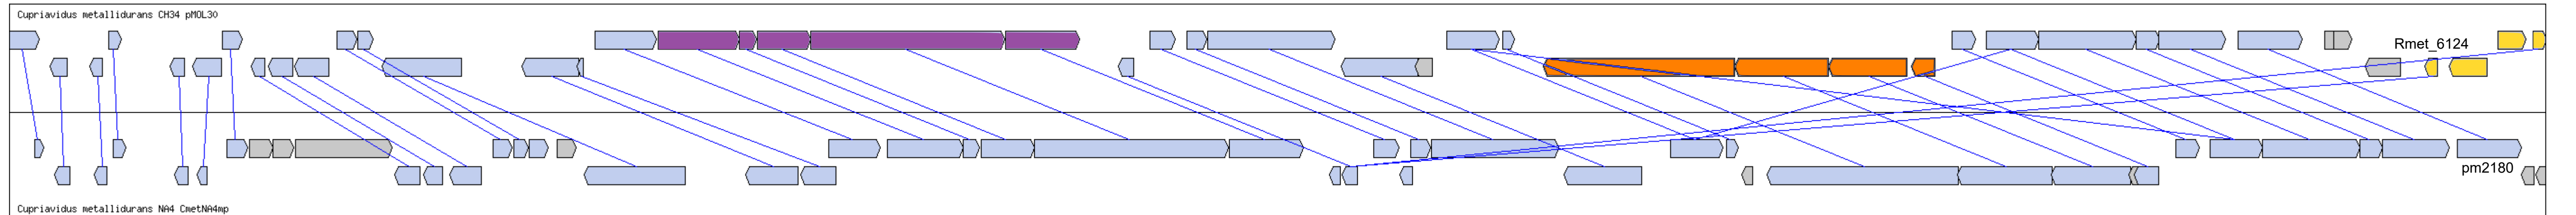 Cupriavidus metallidurans CH34 pMOL30
Rmet_6124
pm2180
Cupriavidus metallidurans NA4 CmetNA4mp